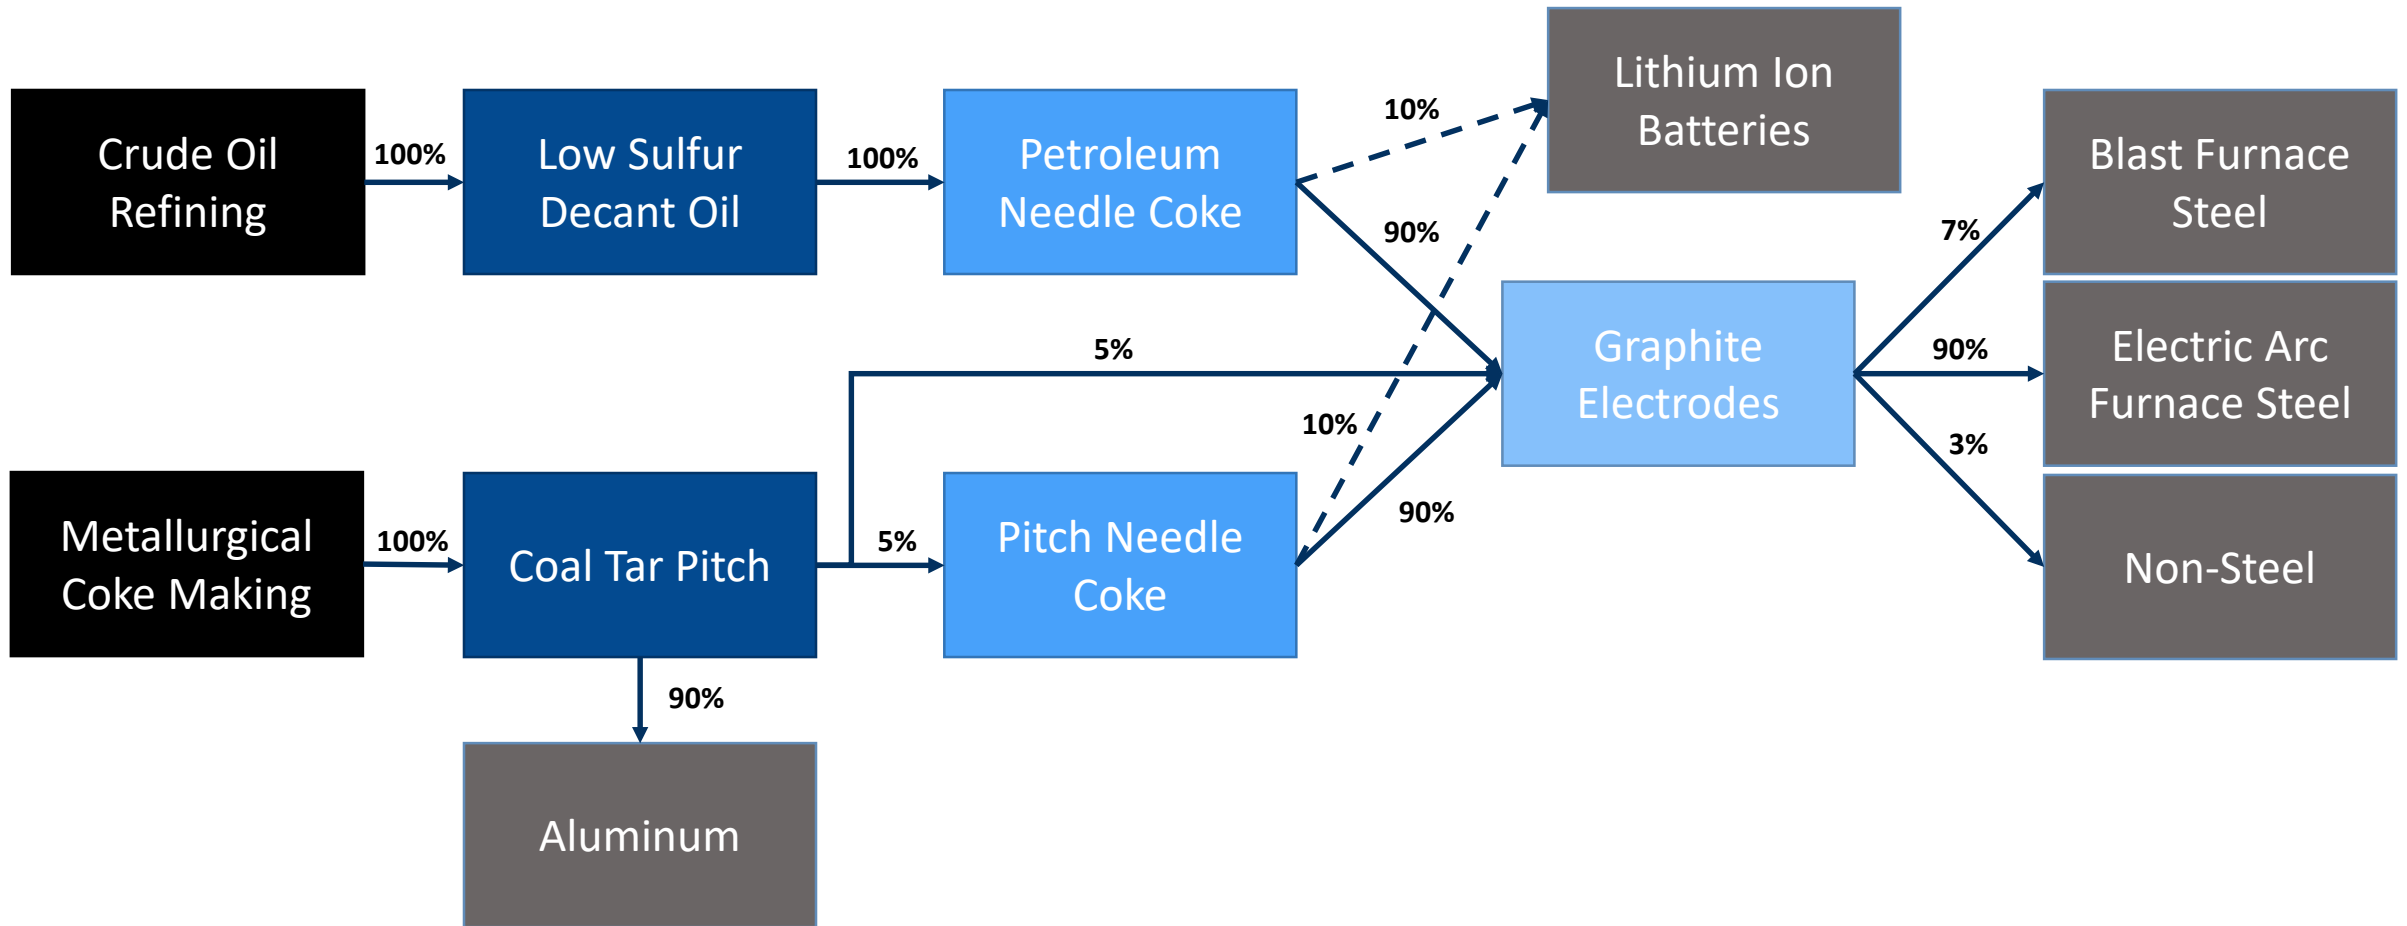 Lithium Ion
Batteries
Crude Oil
Refining
100%
Low Sulfur
Decant Oil
100%
Petroleum
Needle Coke
10%
90%
Blast Furnace
Steel
7%
5%
Graphite
Electrodes
90%
Electric Arc
Furnace Steel
10%
3%
Metallurgical
Coke Making
100%
Coal Tar Pitch
5%
Pitch Needle
Coke
90%
Non-Steel
90%
Aluminum